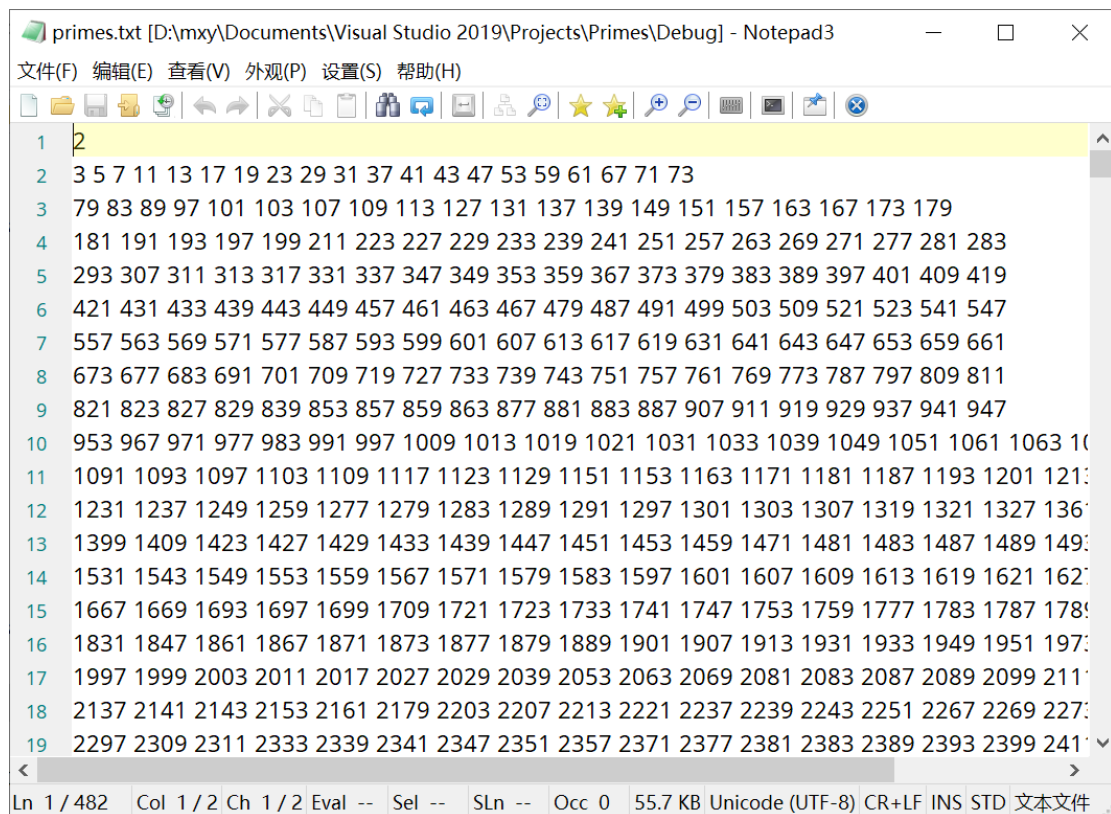 primes.txt [D:\mxy\Documents\Visual Studio 2019\Projects\Primes\Debug] - Notepad3
文件(F) 编辑(E) 查看(V) 外观(P) 设置(S) 帮助(H)
1 2
2 3 5 7 11 13 17 19 23 29 31 37 41 43 47 53 59 61 67 71 73
3 79 83 89 97 101 103 107 109 113 127 131 137 139 149 151 157 163 167 173 179
4 181 191 193 197 199 211 223 227 229 233 239 241 251 257 263 269 271 277 281 283
5 293 307 311 313 317 331 337 347 349 353 359 367 373 379 383 389 397 401 409 419
6 421 431 433 439 443 449 457 461 463 467 479 487 491 499 503 509 521 523 541 547
7 557 563 569 571 577 587 593 599 601 607 613 617 619 631 641 643 647 653 659 661
8 673 677 683 691 701 709 719 727 733 739 743 751 757 761 769 773 787 797 809 811
9 821 823 827 829 839 853 857 859 863 877 881 883 887 907 911 919 929 937 941 947
10 953 967 971 977 983 991 997 1009 1013 1019 1021 1031 1033 1039 1049 1051 1061 1063
11 1091 1093 1097 1103 1109 1117 1123 1129 1151 1153 1163 1171 1181 1187 1193 1201
12 1231 1237 1249 1259 1277 1279 1283 1289 1291 1297 1301 1303 1307 1319 1321 1327
13 1399 1409 1423 1427 1429 1433 1439 1447 1451 1453 1459 1471 1481 1483 1487 1489
14 1531 1543 1549 1553 1559 1567 1571 1579 1583 1597 1601 1607 1609 1613 1619 1621
15 1667 1669 1693 1697 1699 1709 1721 1723 1733 1741 1747 1753 1759 1777 1783 1787
16 1831 1847 1861 1867 1871 1873 1877 1879 1889 1901 1907 1913 1931 1933 1949 1951
17 1997 1999 2003 2011 2017 2027 2029 2039 2053 2063 2069 2081 2083 2087 2089 2099
18 2137 2141 2143 2153 2161 2179 2203 2207 2213 2221 2237 2239 2243 2251 2267 2269
19 2297 2309 2311 2333 2339 2341 2347 2351 2357 2371 2377 2381 2383 2389 2393 2399
Ln 1 / 482 Col 1 / 2 Ch 1 / 2 Eval -- Sel -- SLn -- Occ 0 55.7 KB Unicode (UTF-8) CR+LF INS STD 文本文件